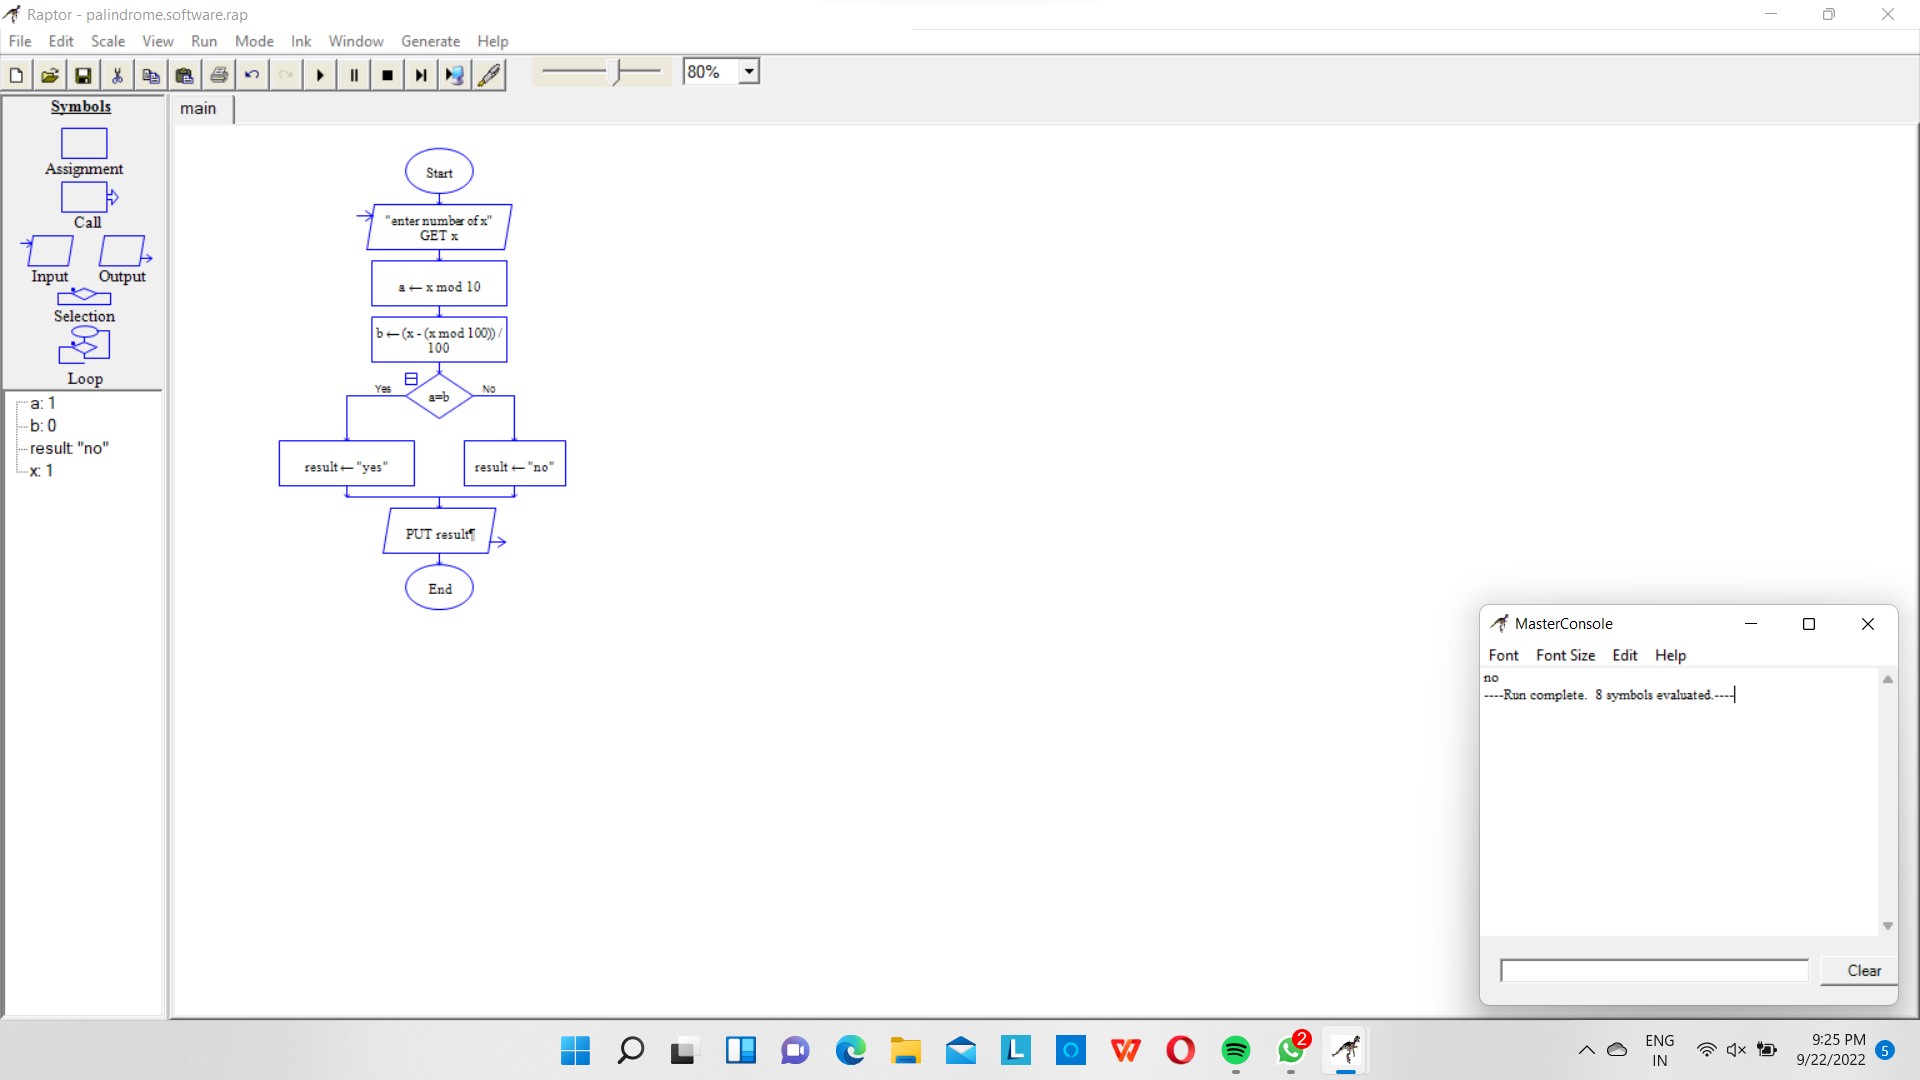 Raptor - palindrome.software.rap
File Edit Scale View Run Mode Ink Window Generate Help
80%
Symbols
main
Assignment
Call
Input Output
Selection
Loop
a: 1
b: 0
result: "no"
x: 1
Start
"enter number of x"
GET x
a ← x mod 10
b ← (x - (x mod 100)) /
100
Yes No
a=b
result ← "yes" result ← "no"
PUT result¶
End
MasterConsole
Font Font Size Edit Help
no
----Run complete.  8 symbols evaluated.----
Clear
2
ENG
IN
9:25 PM
9/22/2022
5